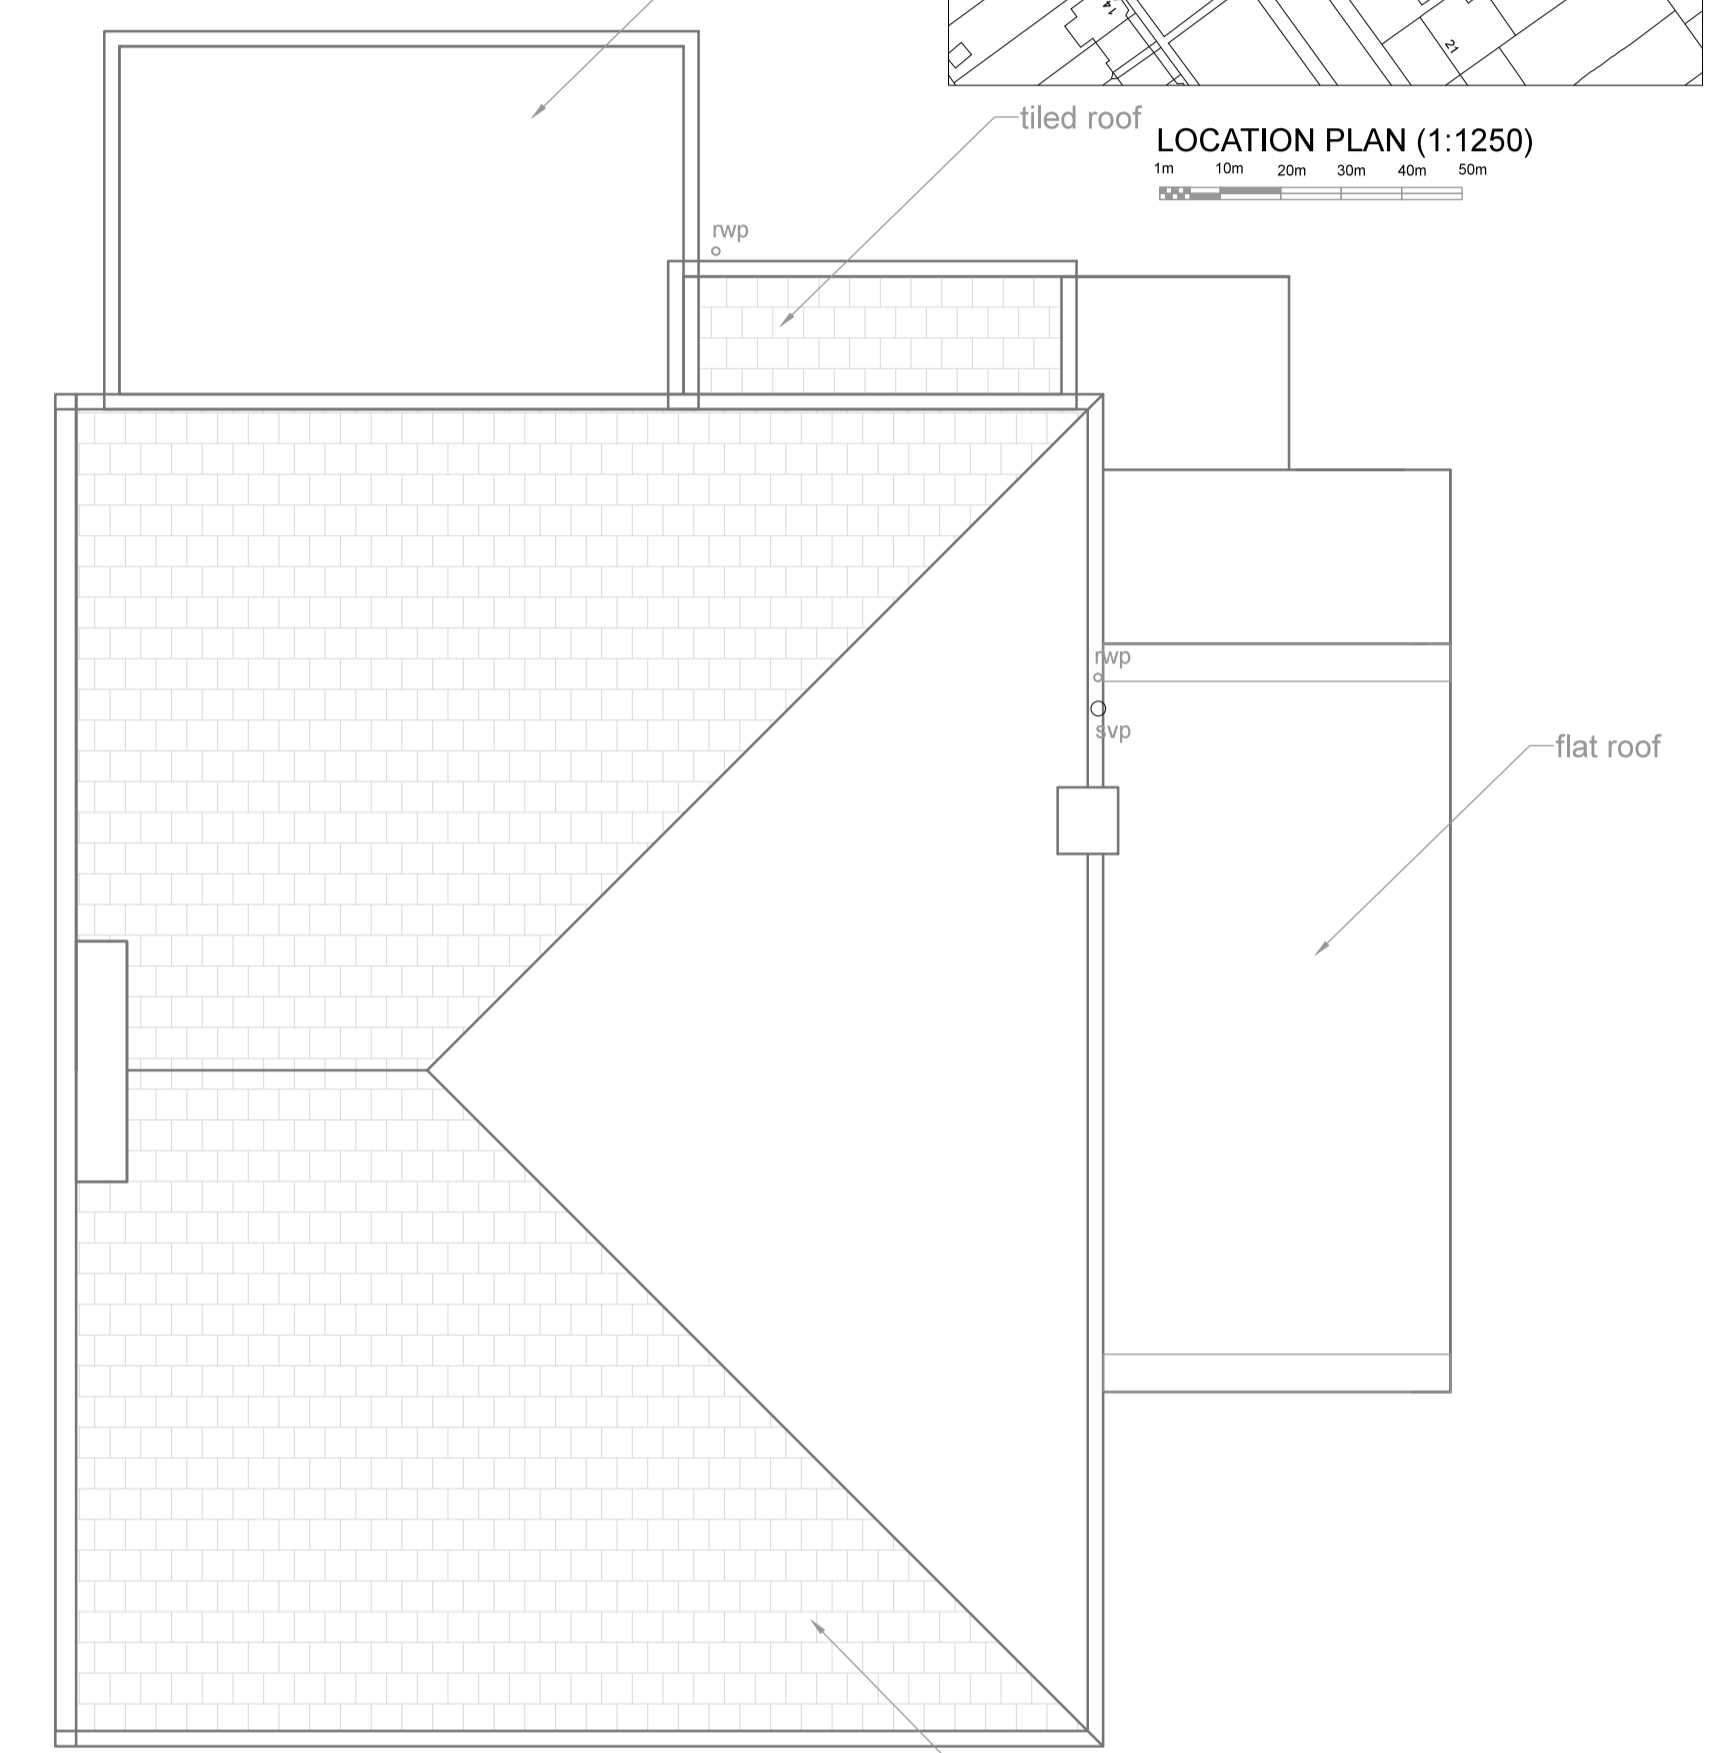 14
21
tiled roof
LOCATION PLAN (1:1250)
1m 10m 20m 30m 40m 50m
rwp
rwp
svp
flat roof